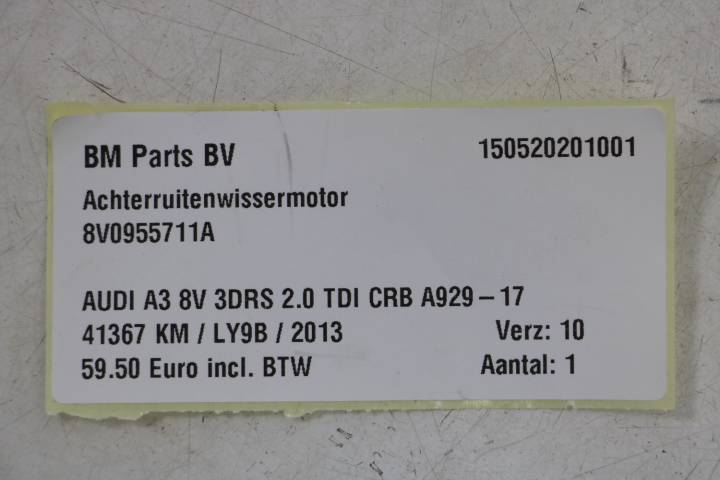 BM Parts BV 150520201001
Achterruitenwissermotor
8V0955711A
AUDI A3 8V 3DRS 2.0 TDI CRB A929-17
41367 KM / LY9B / 2013 Verz: 10
59.50 Euro incl. BTW Aantal: 1